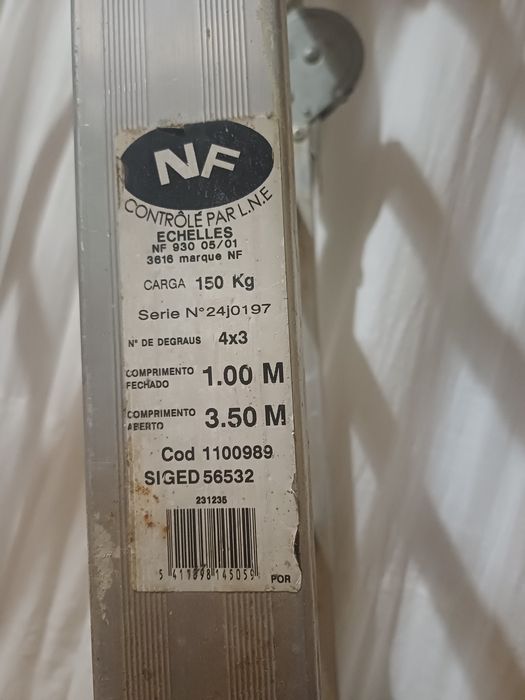 NF
CONTRÔLÉ PAR L.N.E
ECHELLES
NF 930 05/01
3616 marque NF
CARGA 150 Kg
Serie N°24j0197
N° DE DEGRAUS 4x3
COMPRIMENTO FECHADO 1.00 M
COMPRIMENTO ABERTO 3.50 M
Cod 1100989
SIGED 56532
231235
5 411898 145059
POR